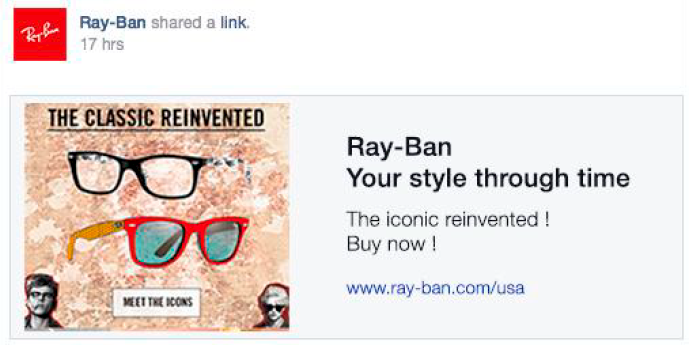 Ray-Ban
Ray-Ban shared a link.
17 hrs
THE CLASSIC REINVENTED
MEET THE ICONS
Ray-Ban
Your style through time
The iconic reinvented !
Buy now !
www.ray-ban.com/usa